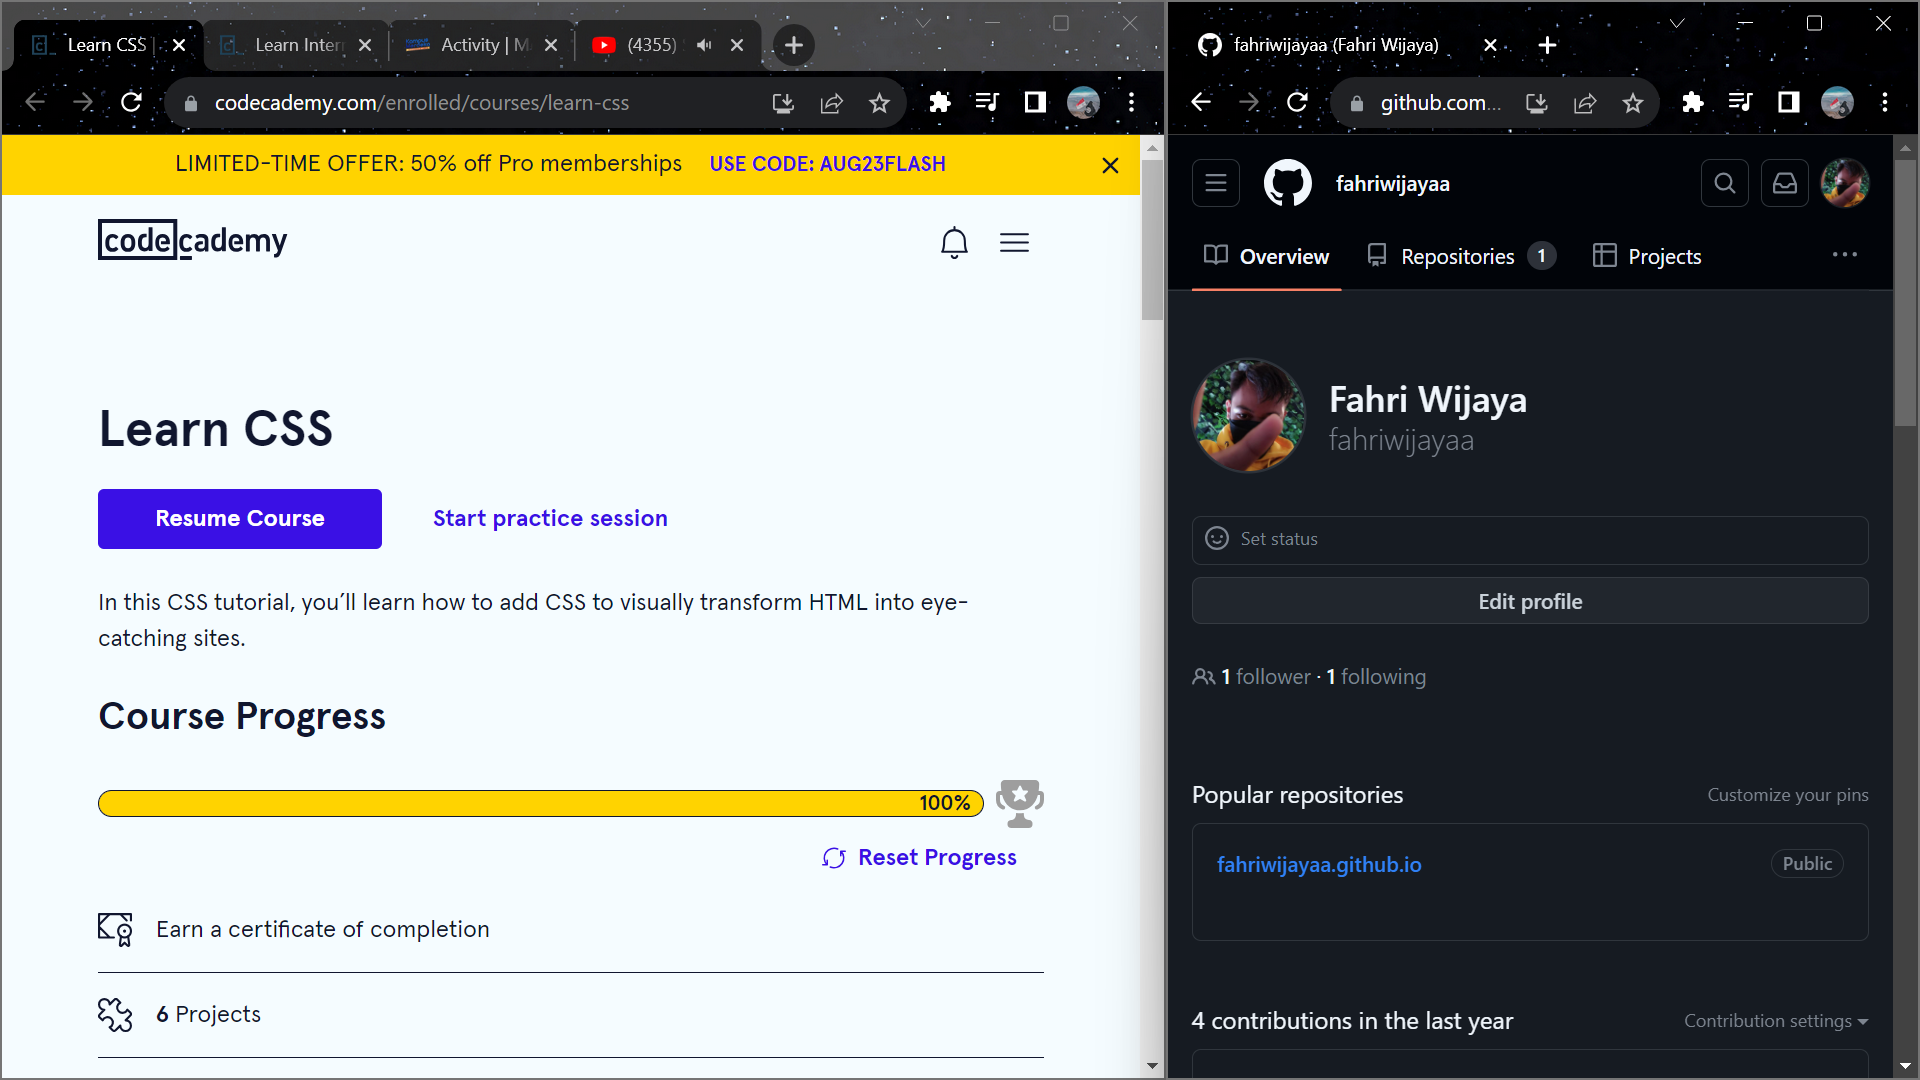 Learn CSS |
Learn Inter
Activity | M
(4355)
codecademy.com/enrolled/courses/learn-css
LIMITED-TIME OFFER: 50% off Pro memberships USE CODE: AUG23FLASH
codecademy
Learn CSS
Resume Course
Start practice session
In this CSS tutorial, you’ll learn how to add CSS to visually transform HTML into eye-
catching sites.
Course Progress
100%
Reset Progress
Earn a certificate of completion
6 Projects
fahriwijayaa (Fahri Wijaya)
github.com...
fahriwijayaa
Overview
Repositories 1
Projects
Fahri Wijaya
fahriwijayaa
Set status
Edit profile
1 follower · 1 following
Popular repositories
Customize your pins
fahriwijayaa.github.io
Public
4 contributions in the last year
Contribution settings